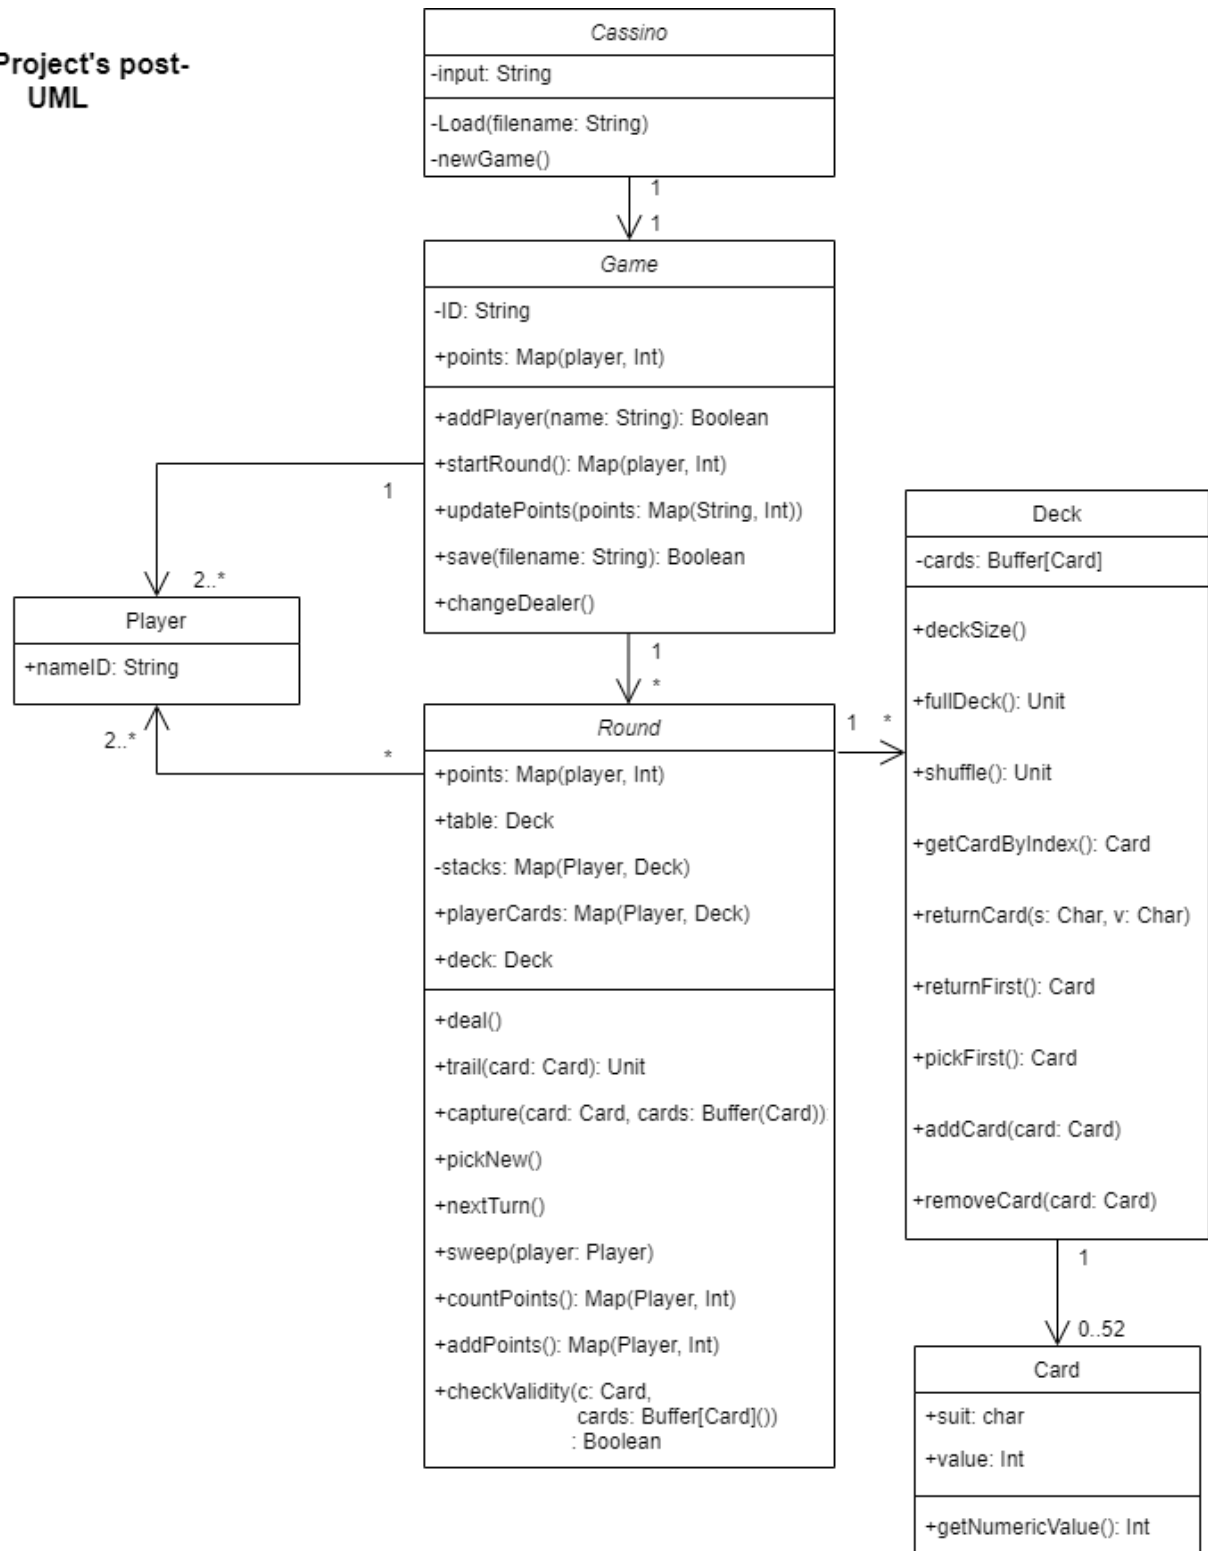 Project's post-
UML
Cassino
-input: String
-Load(filename: String)
-newGame()
1
1
Game
-ID: String
+points: Map(player, Int)
+addPlayer(name: String): Boolean
+startRound(): Map(player, Int)
+updatePoints(points: Map(String, Int))
+save(filename: String): Boolean
+changeDealer()
1
2..*
Player
+nameID: String
2..*
*
1
*
Round
+points: Map(player, Int)
+table: Deck
-stacks: Map(Player, Deck)
+playerCards: Map(Player, Deck)
+deck: Deck
+deal()
+trail(card: Card): Unit
+capture(card: Card, cards: Buffer(Card)):
+pickNew()
+nextTurn()
+sweep(player: Player)
+countPoints(): Map(Player, Int)
+addPoints(): Map(Player, Int)
+checkValidity(c: Card,
cards: Buffer[Card]())
: Boolean
1 *
Deck
-cards: Buffer[Card]
+deckSize()
+fullDeck(): Unit
+shuffle(): Unit
+getCardByIndex(): Card
+returnCard(s: Char, v: Char)
+returnFirst(): Card
+pickFirst(): Card
+addCard(card: Card)
+removeCard(card: Card)
1
0..52
Card
+suit: char
+value: Int
+getNumericValue(): Int